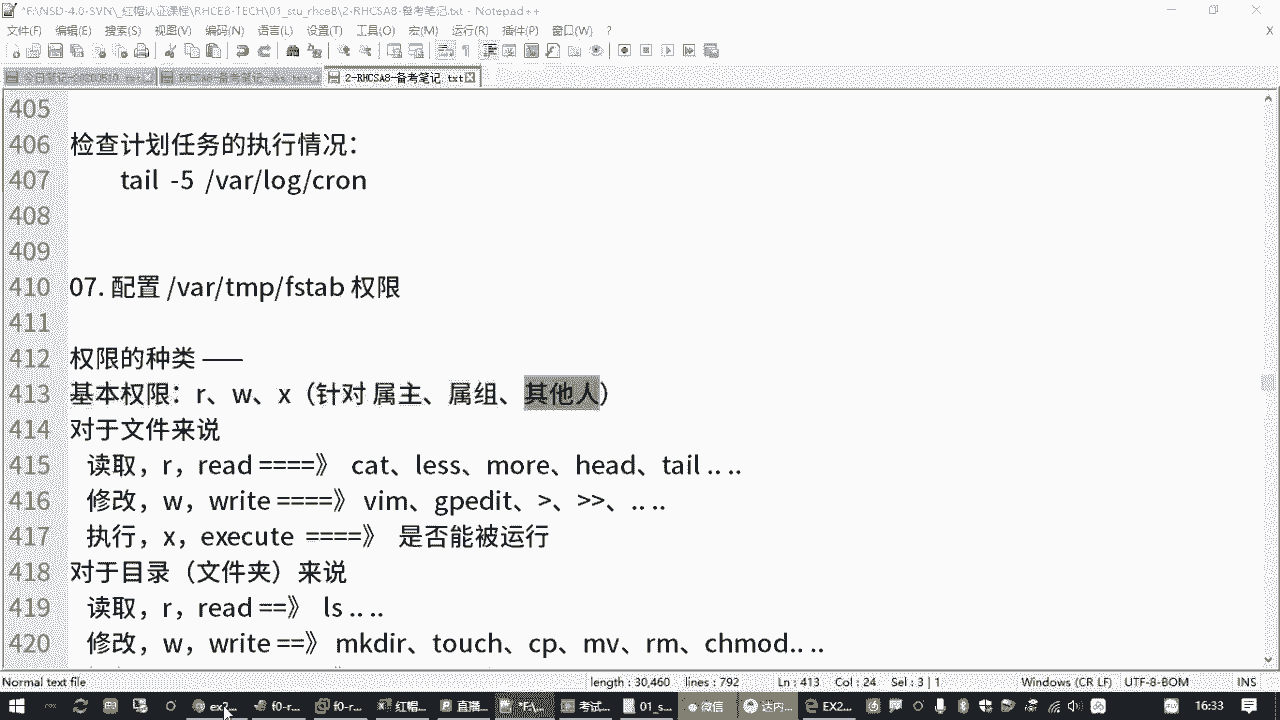 *F:\NSD-4.0-SVN\_红帽认证课程\RHCE8-TECH\01_stu_rhce8\2-RHCSA8-备考笔记.txt - Notepad++
文件(F) 编辑(E) 搜索(S) 视图(V) 编码(N) 语言(L) 设置(T) 工具(O) 宏(M) 运行(R) 插件(P) 窗口(W) ? X
2-RHCSA8-备考笔记.txt
405
406 检查计划任务的执行情况：
407 tail -5 /var/log/cron
408
409
410 07. 配置 /var/tmp/fstab 权限
411
412 权限的种类 ——
413 基本权限：r、w、x（针对 属主、属组、其他人）
414 对于文件来说
415 读取，r，read ====》 cat、less、more、head、tail .. ..
416 修改，w，write ====》 vim、gpedit、>、>>、.. ..
417 执行，x，execute ====》 是否能被运行
418 对于目录（文件夹）来说
419 读取，r，read ==》 ls .. ..
420 修改，w，write ==》 mkdir、touch、cp、mv、rm、chmod.. ..
Normal text file length : 30,460 lines : 792 Ln : 413 Col : 24 Sel : 3 | 1 Windows (CR LF) UTF-8-BOM INS
ex... f0-r... f0-r... 红帽... 直播... 考试... 01_s... 微信 达内... EX2... 16:33